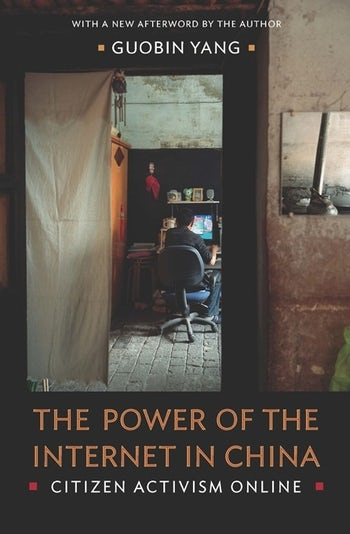 WITH A NEW AFTERWORD BY THE AUTHOR
GUOBIN YANG
THE POWER OF THE
INTERNET IN CHINA
CITIZEN ACTIVISM ONLINE